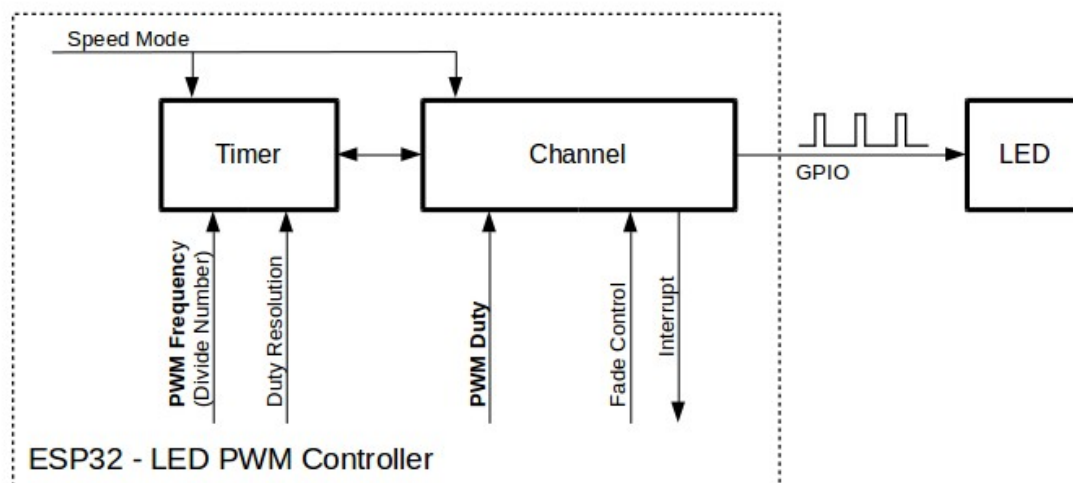 Speed Mode
Timer
Channel
GPIO
LED
PWM Frequency
(Divide Number)
Duty Resolution
PWM Duty
Fade Control
Interrupt
ESP32 - LED PWM Controller